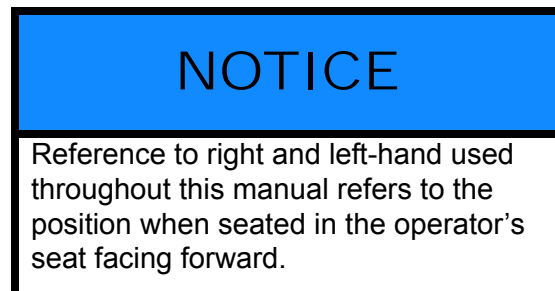 NOTICE
Reference to right and left-hand used
throughout this manual refers to the
position when seated in the operator’s
seat facing forward.